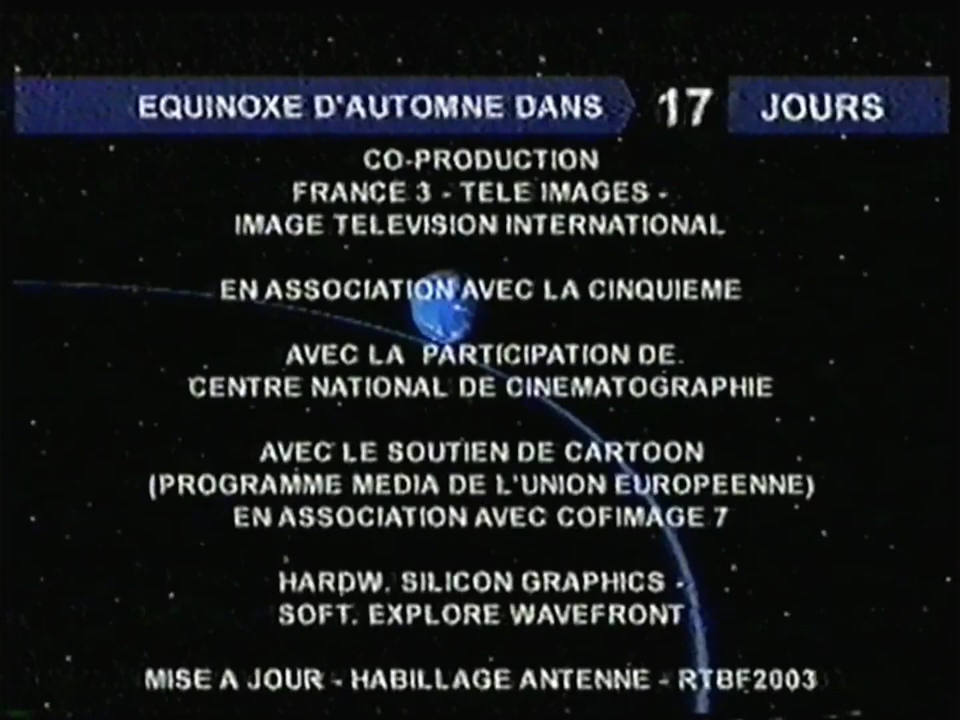 EQUINOXE D'AUTOMNE DANS 17 JOURS
CO-PRODUCTION
FRANCE 3 - TELE IMAGES -
IMAGE TELEVISION INTERNATIONAL
EN ASSOCIATION AVEC LA CINQUIEME
AVEC LA PARTICIPATION DE
CENTRE NATIONAL DE CINEMATOGRAPHIE
AVEC LE SOUTIEN DE CARTOON
(PROGRAMME MEDIA DE L'UNION EUROPEENNE)
EN ASSOCIATION AVEC COFIMAGE 7
HARDW. SILICON GRAPHICS -
SOFT. EXPLORE WAVEFRONT
MISE A JOUR - HABILLAGE ANTENNE - RTBF2003